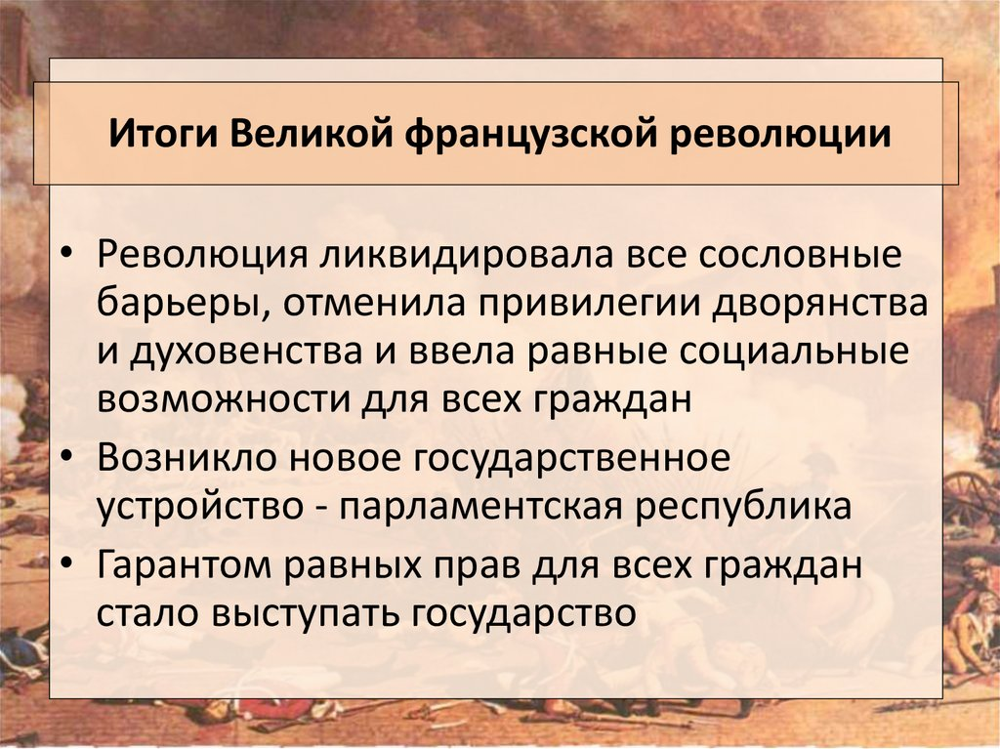 Итоги Великой французской революции
• Революция ликвидировала все сословные
барьеры, отменила привилегии дворянства
и духовенства и ввела равные социальные
возможности для всех граждан
• Возникло новое государственное
устройство - парламентская республика
• Гарантом равных прав для всех граждан
стало выступать государство